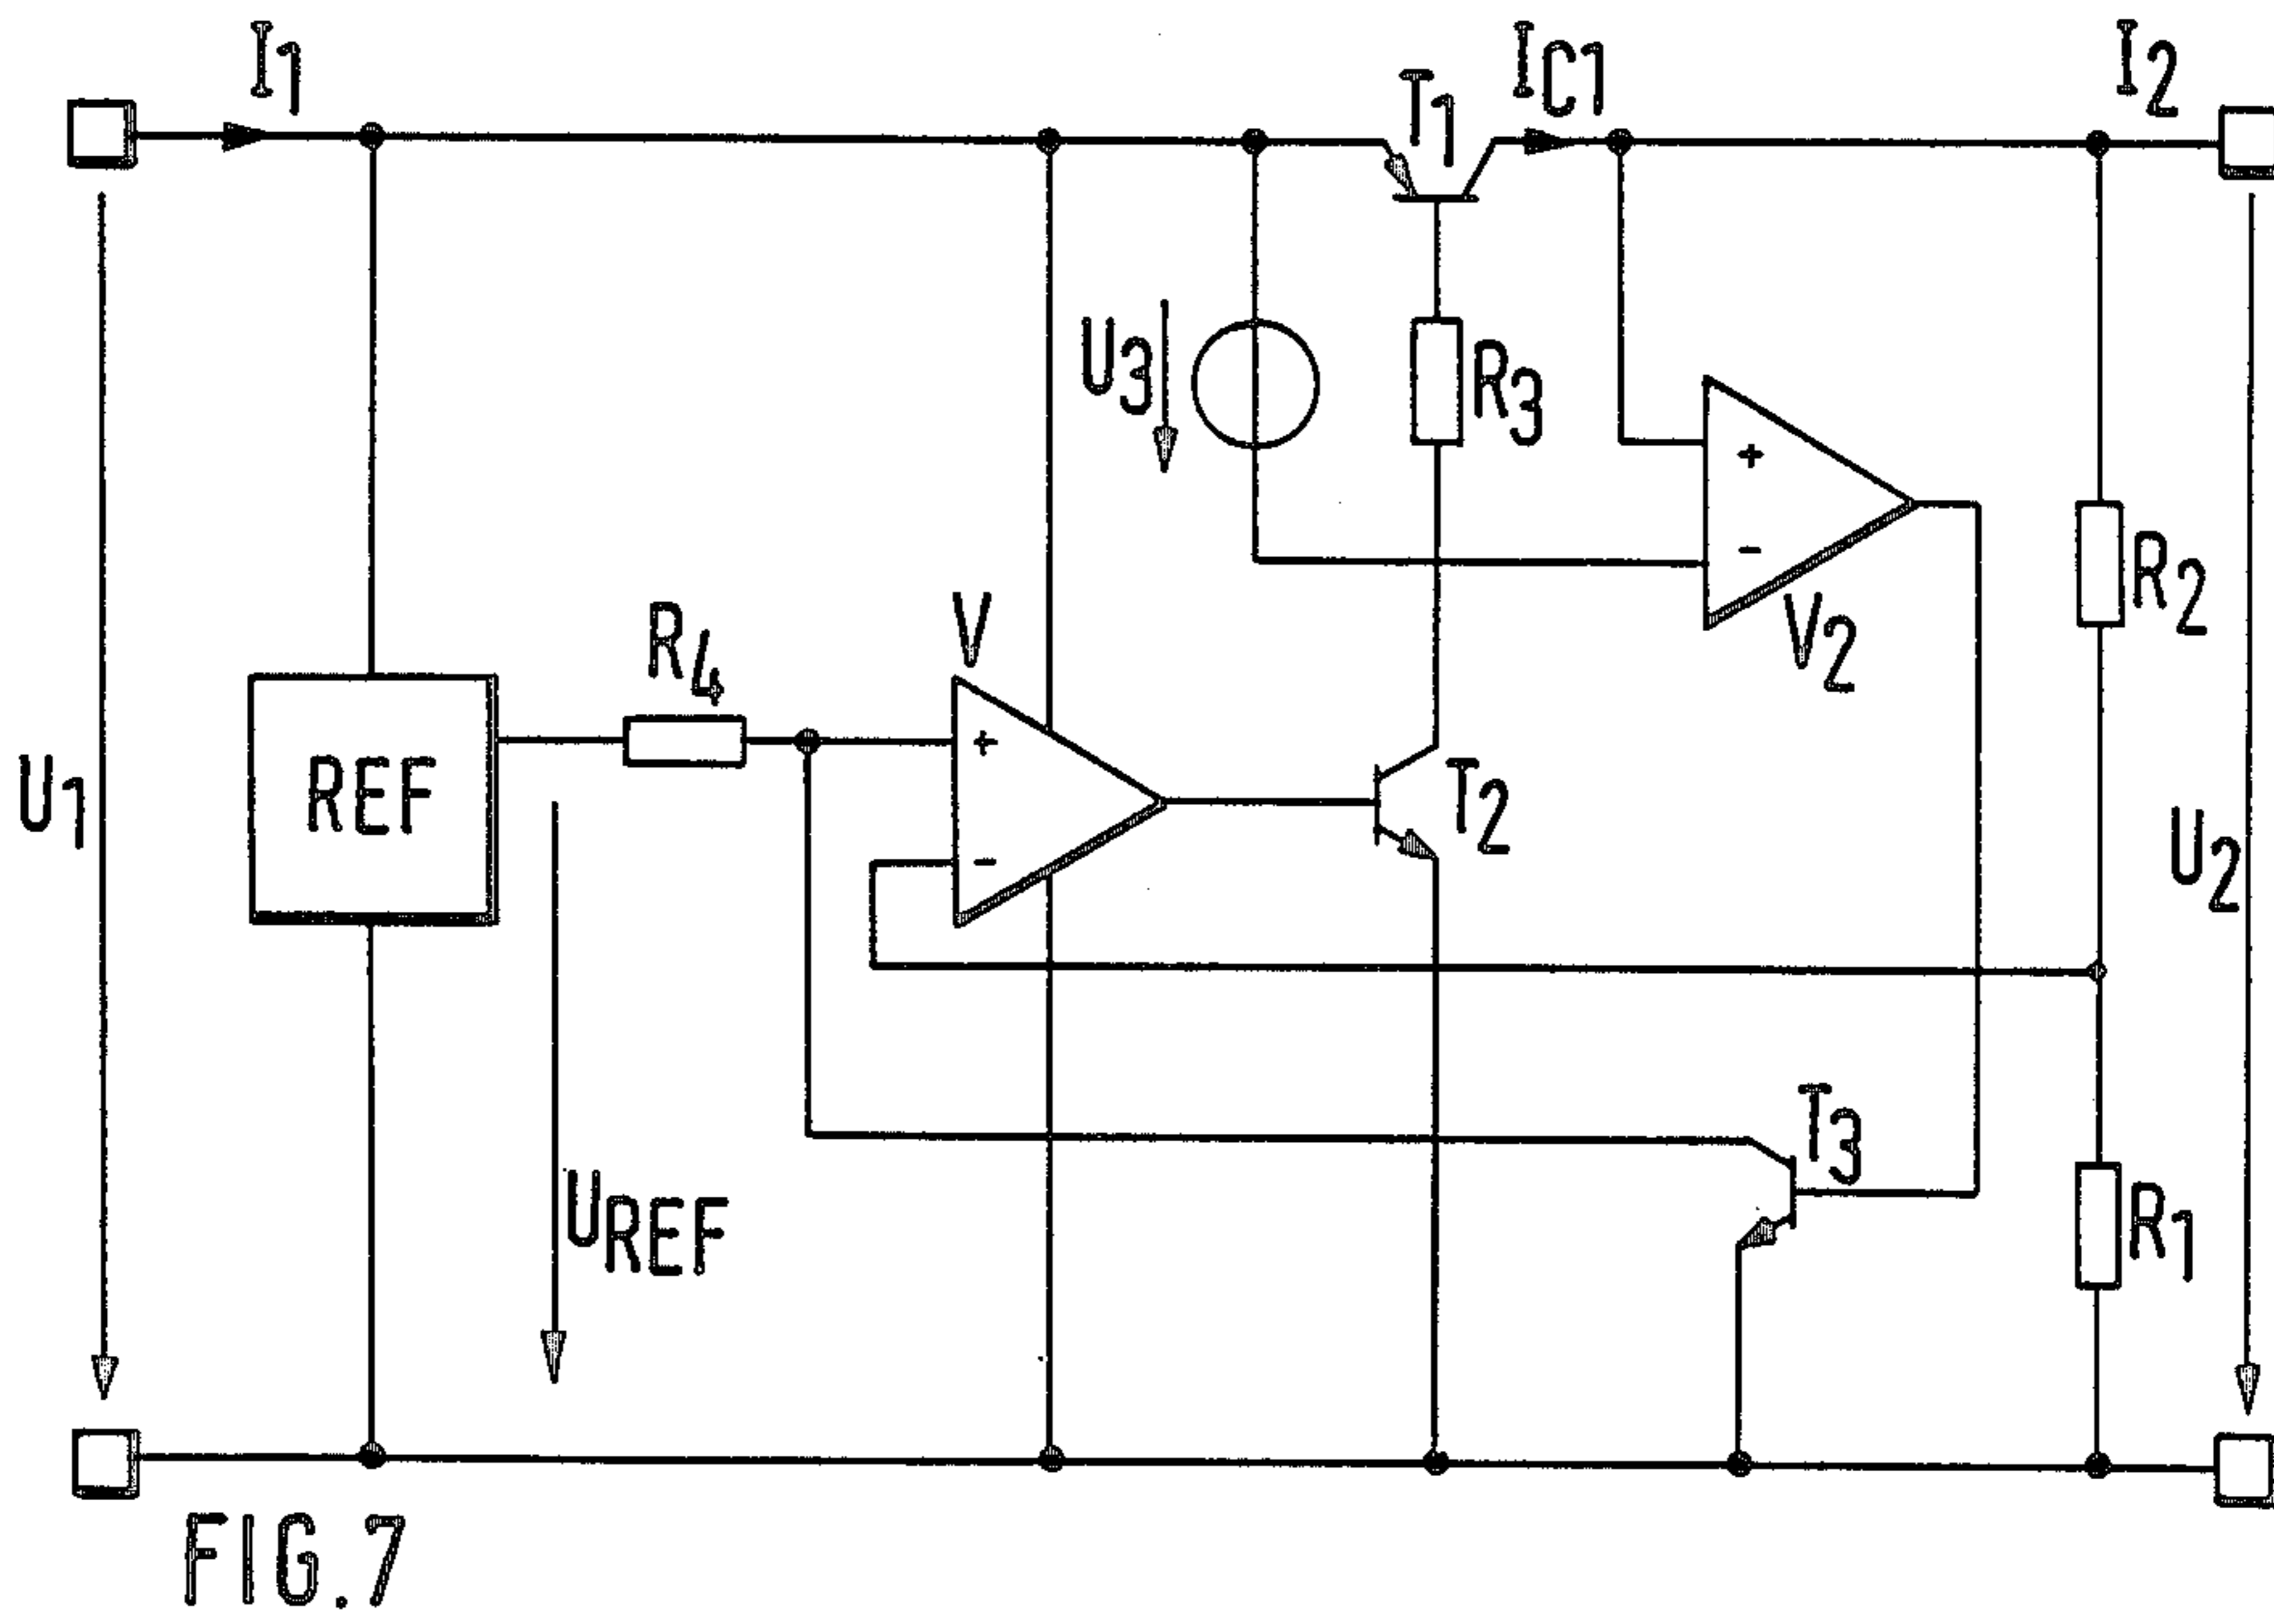 I1
T1
IC1
I2
U3
R3
+
-
V2
R2
R4
V
+
-
REF
T2
U1
U2
UREF
T3
R1
FIG.7